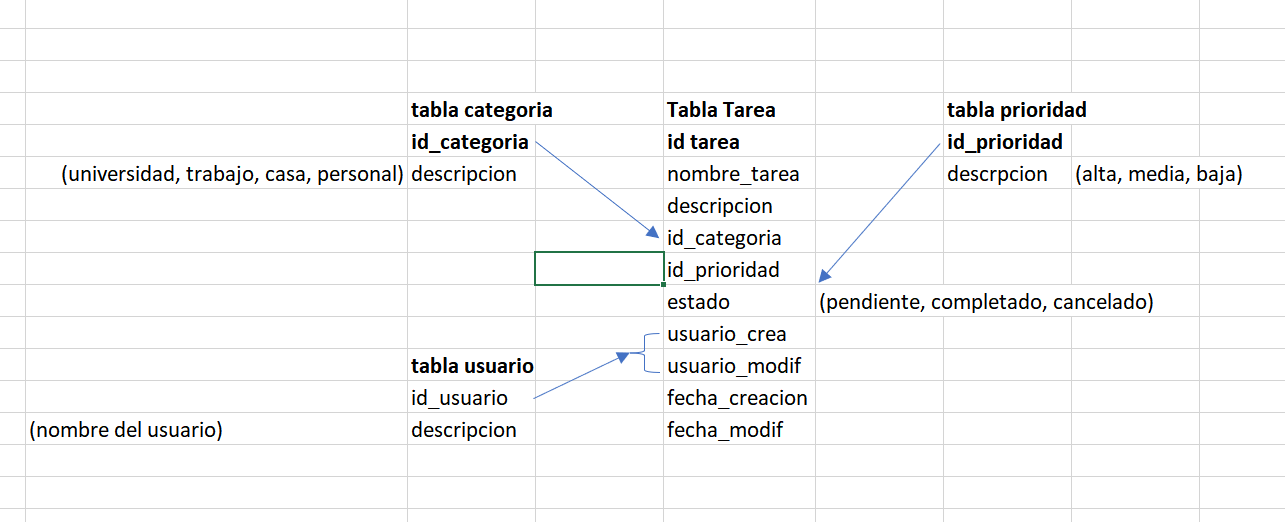 tabla categoria Tabla Tarea tabla prioridad
id_categoria id tarea id_prioridad
(universidad, trabajo, casa, personal) descripcion nombre_tarea descrpcion (alta, media, baja)
descripcion
id_categoria
id_prioridad
estado (pendiente, completado, cancelado)
usuario_crea
tabla usuario usuario_modif
id_usuario fecha_creacion
(nombre del usuario) descripcion fecha_modif